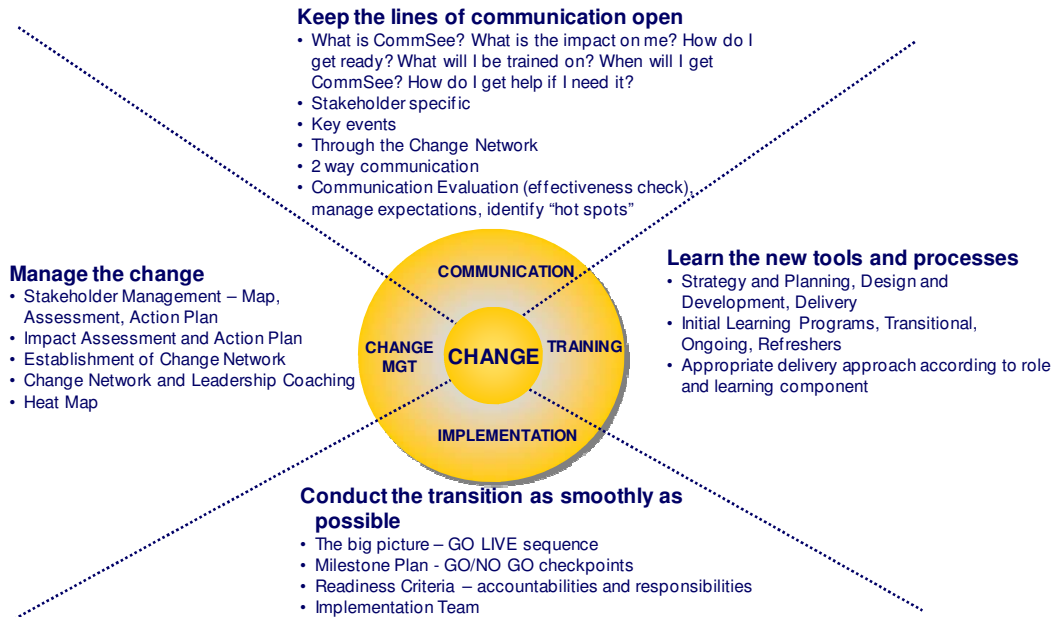 Keep the lines of communication open
• What is CommSee? What is the impact on me? How do I
get ready? What will I be trained on? When will I get
CommSee? How do I get help if I need it?
• Stakeholder specific
• Key events
• Through the Change Network
• 2 way communication
• Communication Evaluation (effectiveness check),
manage expectations, identify “hot spots”
Manage the change
• Stakeholder Management – Map,
Assessment, Action Plan
• Impact Assessment and Action Plan
• Establishment of Change Network
• Change Network and Leadership Coaching
• Heat Map
COMMUNICATION
CHANGE
MGT
CHANGE
TRAINING
IMPLEMENTATION
Learn the new tools and processes
• Strategy and Planning, Design and
Development, Delivery
• Initial Learning Programs, Transitional,
Ongoing, Refreshers
• Appropriate delivery approach according to role
and learning component
Conduct the transition as smoothly as
possible
• The big picture – GO LIVE sequence
• Milestone Plan - GO/NO GO checkpoints
• Readiness Criteria – accountabilities and responsibilities
• Implementation Team